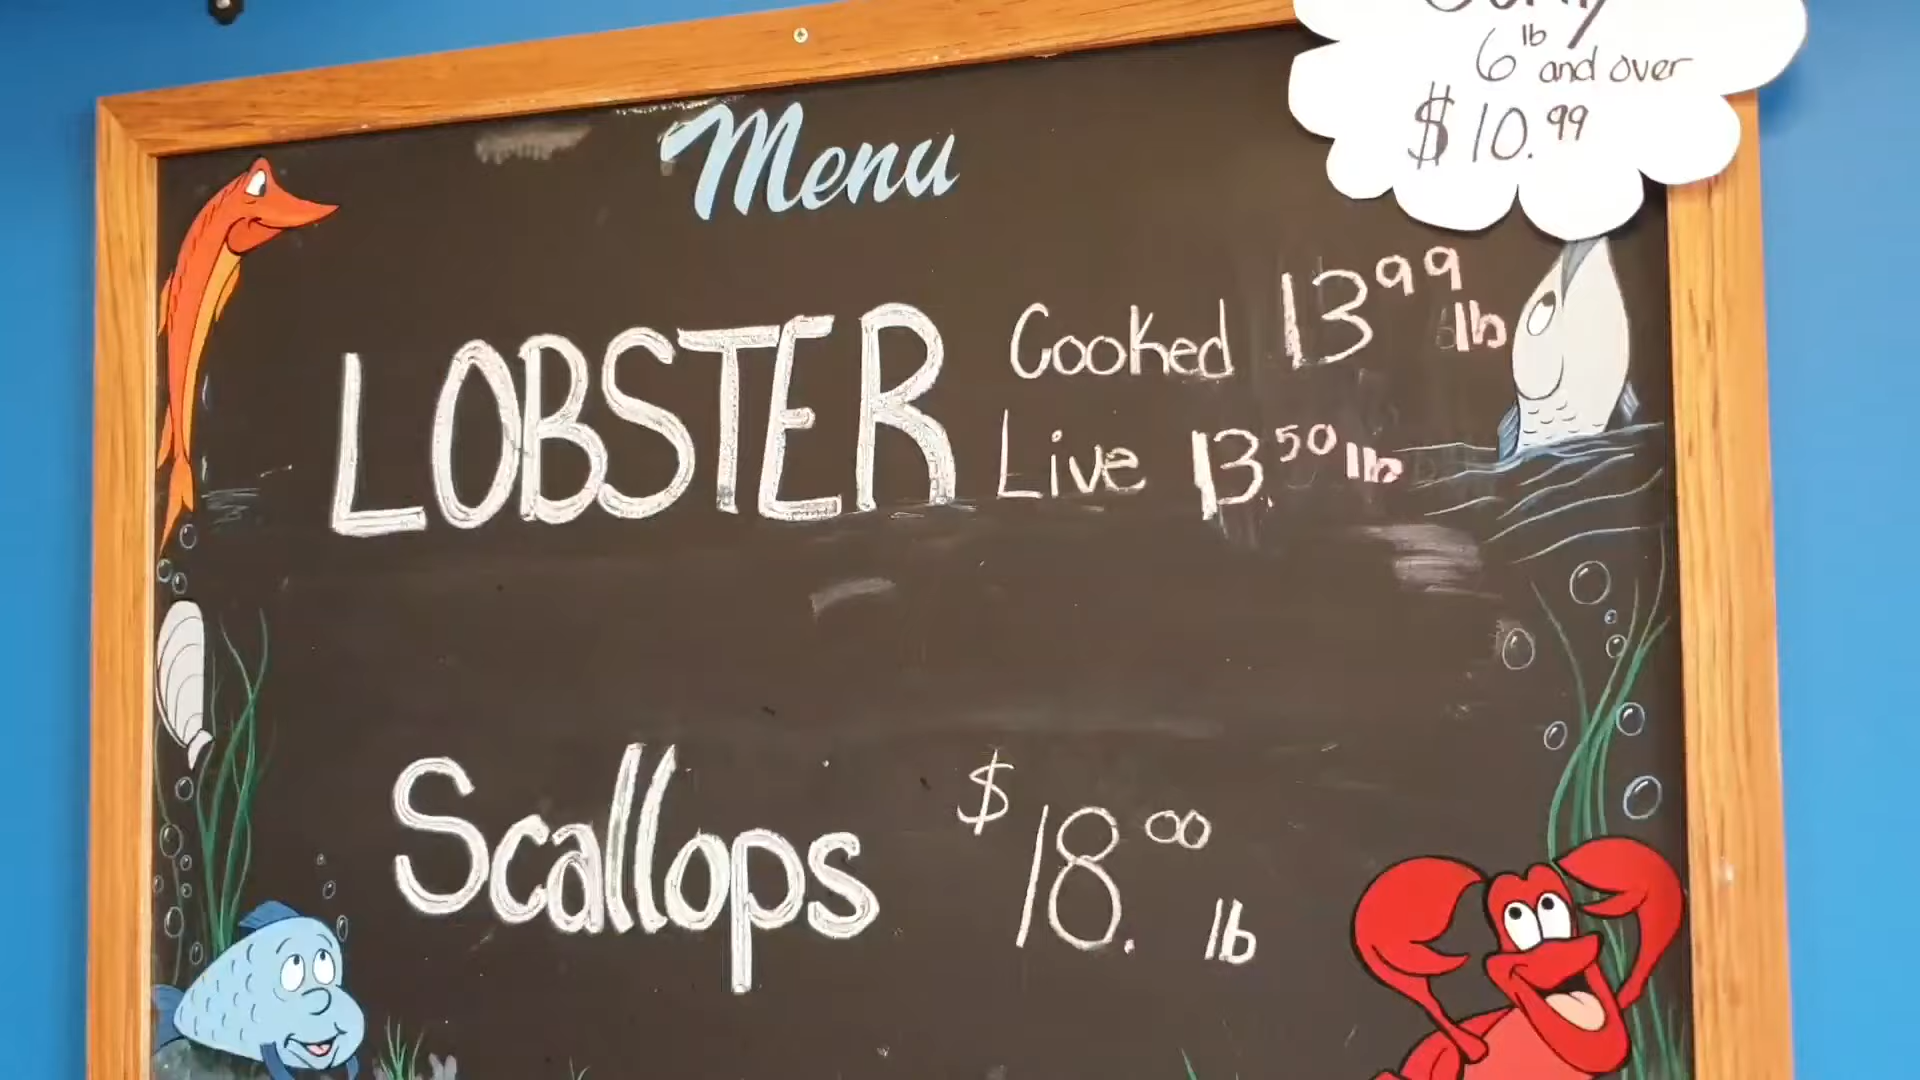 6 lb and over
$10.99
Menu
LOBSTER Cooked 13 99 lb
Live 13.50 lb
Scallops $18.00 lb